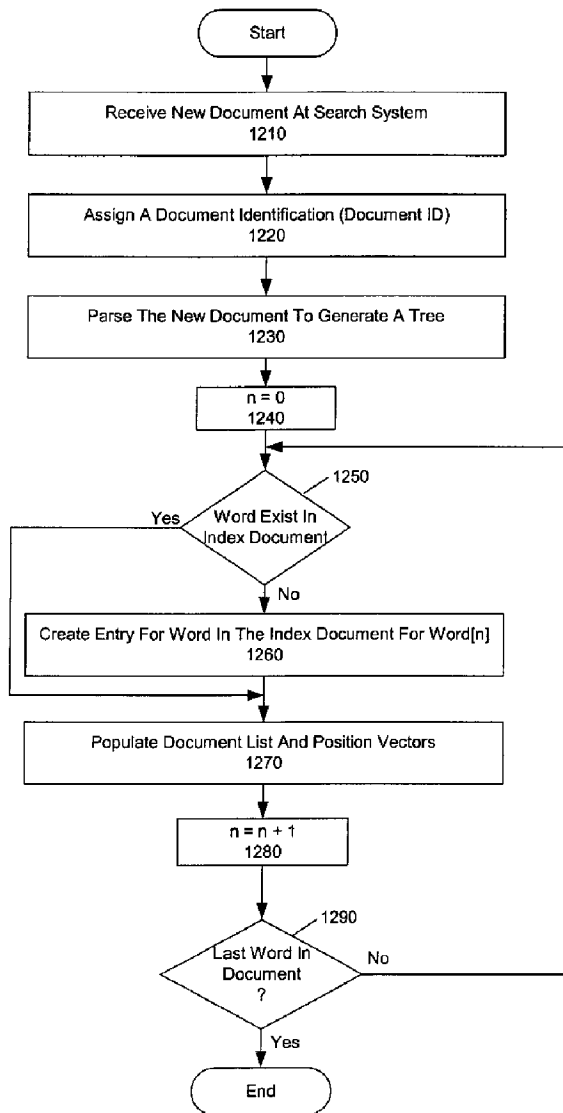 Start
Receive New Document At Search System
1210
Assign A Document Identification (Document ID)
1220
Parse The New Document To Generate A Tree
1230
n = 0
1240
1250
Yes
Word Exist In
Index Document
No
Create Entry For Word In The Index Document For Word[n]
1260
Populate Document List And Position Vectors
1270
n = n + 1
1280
1290
Last Word In
Document
?
No
Yes
End